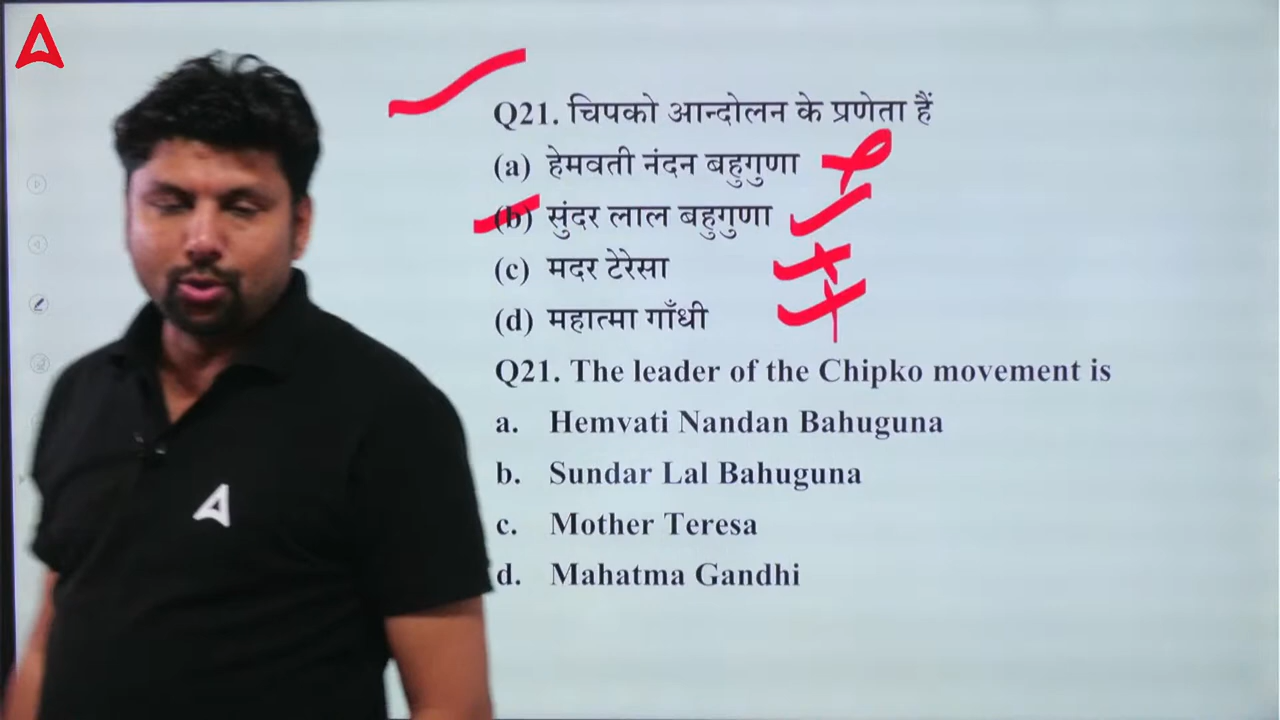 Q21. चिपको आन्दोलन के प्रणेता हैं
(a) हेमवती नंदन बहुगुणा
(b) सुंदर लाल बहुगुणा
(c) मदर टेरेसा
(d) महात्मा गाँधी
Q21. The leader of the Chipko movement is
a. Hemvati Nandan Bahuguna
b. Sundar Lal Bahuguna
c. Mother Teresa
d. Mahatma Gandhi